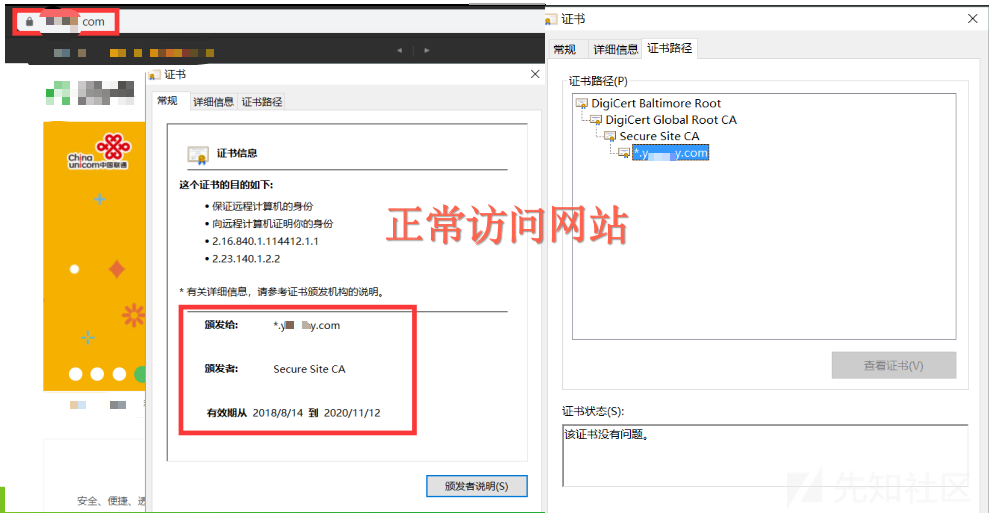 com
China
unicom中国联通
安全、便捷、透
证书
常规 详细信息 证书路径
证书信息
这个证书的目的如下:
• 保证远程计算机的身份
• 向远程计算机证明你的身份
• 2.16.840.1.114412.1.1
• 2.23.140.1.2.2
* 有关详细信息，请参考证书颁发机构的说明。
颁发给: *.y y.com
颁发者: Secure Site CA
有效期从 2018/8/14 到 2020/11/12
颁发者说明(S)
正常访问网站
证书
常规 详细信息 证书路径
证书路径(P)
DigiCert Baltimore Root
DigiCert Global Root CA
Secure Site CA
*.y y.com
查看证书(V)
证书状态(S):
该证书没有问题。
先知社区